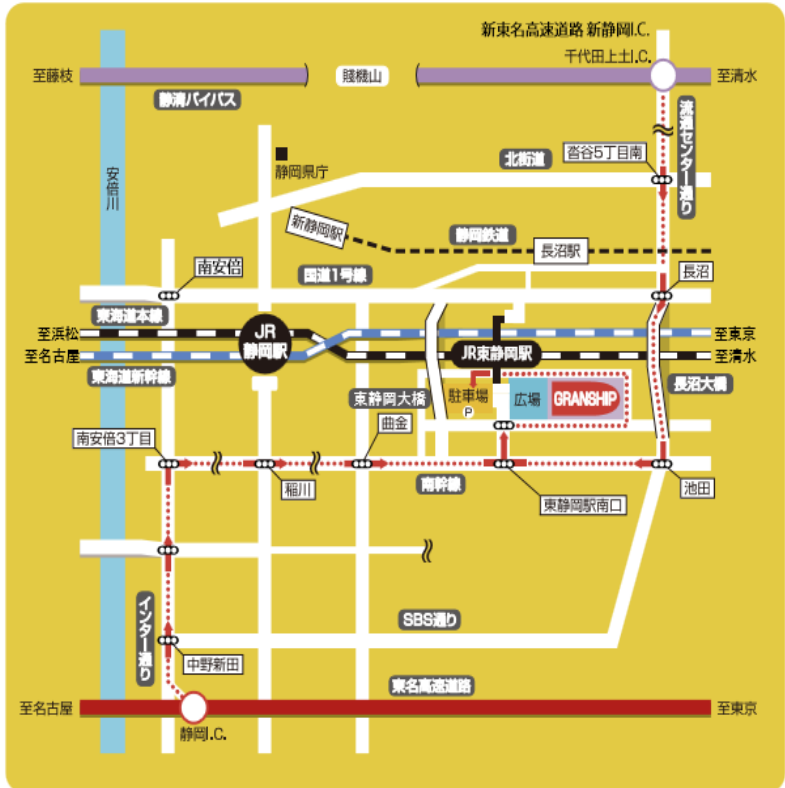 新東名高速道路 新静岡I.C.
千代田上土I.C.
至藤枝
賤機山
至清水
静清バイパス
流通センター通り
安倍川
静岡県庁
北街道
沓谷5丁目南
新静岡駅
静岡鉄道
長沼駅
南安倍
国道1号線
長沼
東海道本線
至浜松
JR
静岡駅
至東京
至名古屋
JR東静岡駅
至清水
東海道新幹線
東静岡大橋
駐車場
P
広場
GRANSHIP
長沼大橋
南安倍3丁目
曲金
稲川
南幹線
東静岡駅南口
池田
インター通り
SBS通り
中野新田
東名高速道路
至名古屋
至東京
静岡I.C.